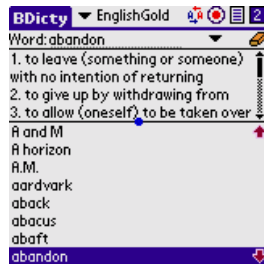 BDicty EnglishGold 2
Word: abandon
1. to leave (something or someone)
with no intention of returning
2. to give up by withdrawing from
3. to allow (oneself) to be taken over
A and M
A horizon
A.M.
aardvark
aback
abacus
abaft
abandon